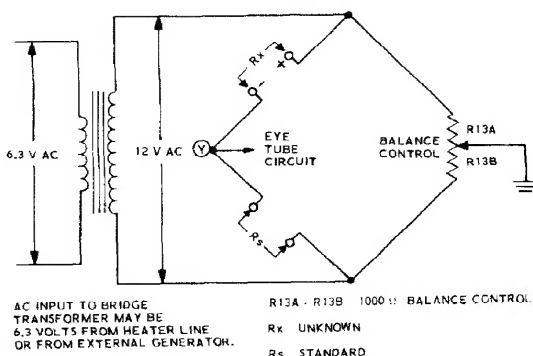 Rx
+
-
R13A
6.3 V AC
12 V AC
Y
EYE
TUBE
CIRCUIT
BALANCE
CONTROL
R13B
Rs
AC INPUT TO BRIDGE
TRANSFORMER MAY BE
6.3 VOLTS FROM HEATER LINE
OR FROM EXTERNAL GENERATOR.
R13A - R13B 1000 Ω BALANCE CONTROL
Rx UNKNOWN
Rs STANDARD